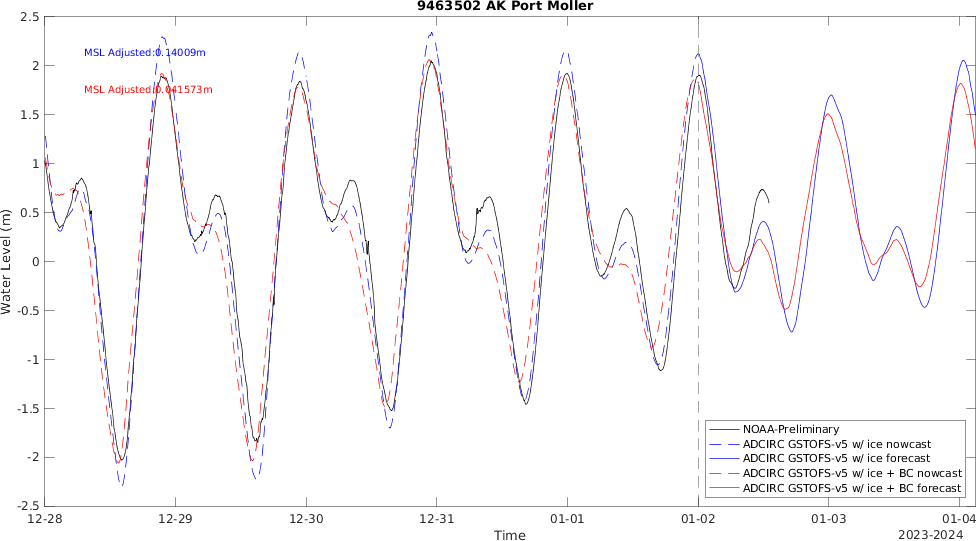 9463502 AK Port Moller
2.5
MSL Adjusted:0.14009m
2
MSL Adjusted:0.041573m
1.5
1
0.5
Water Level (m)
0
-0.5
-1
-1.5
NOAA-Preliminary
ADCIRC GSTOFS-v5 w/ ice nowcast
-2
ADCIRC GSTOFS-v5 w/ ice forecast
ADCIRC GSTOFS-v5 w/ ice + BC nowcast
ADCIRC GSTOFS-v5 w/ ice + BC forecast
-2.5
12-28 12-29 12-30 12-31 01-01 01-02 01-03 01-04
Time
2023-2024